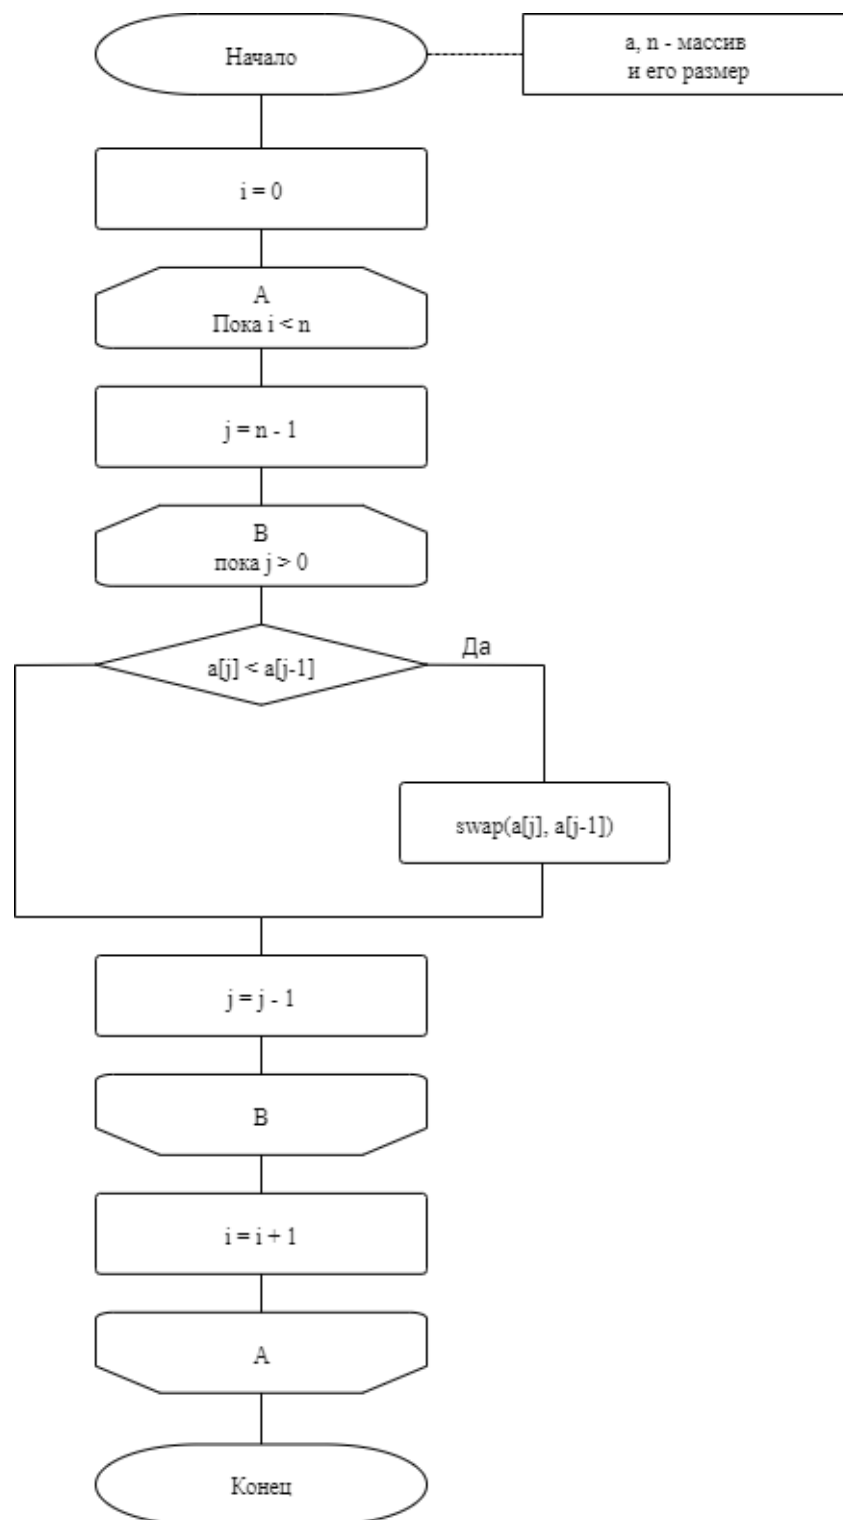 Начало
a, n - массив
и его размер
i = 0
A
Пока i < n
j = n - 1
B
пока j > 0
a[j] < a[j-1]
Да
swap(a[j], a[j-1])
j = j - 1
B
i = i + 1
A
Конец